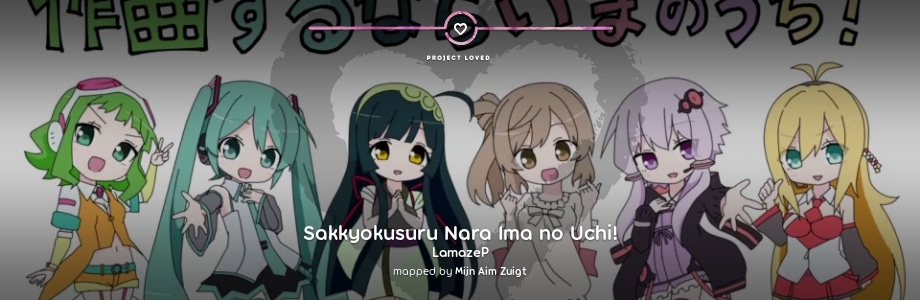 作曲するならいまのうち!
PROJECT LOVED
Sakkyokusuru Nara Ima no Uchi!
LamazeP
mapped by Mijn Aim Zuigt